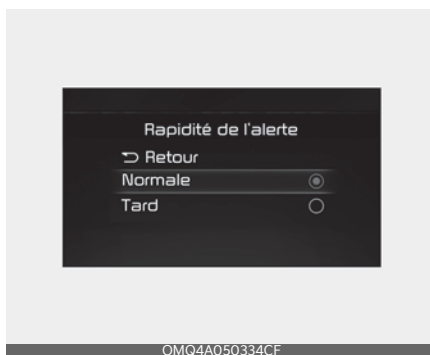 Rapidité de l'alerte
Retour
Normale
Tard
OMQ4A050334CF